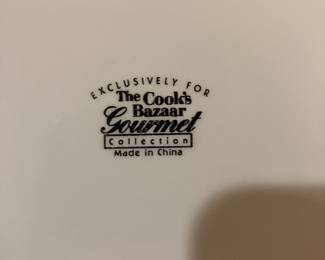 EXCLUSIVELY FOR
The Cook's
Bazaar
Gourmet
Collection
Made in China